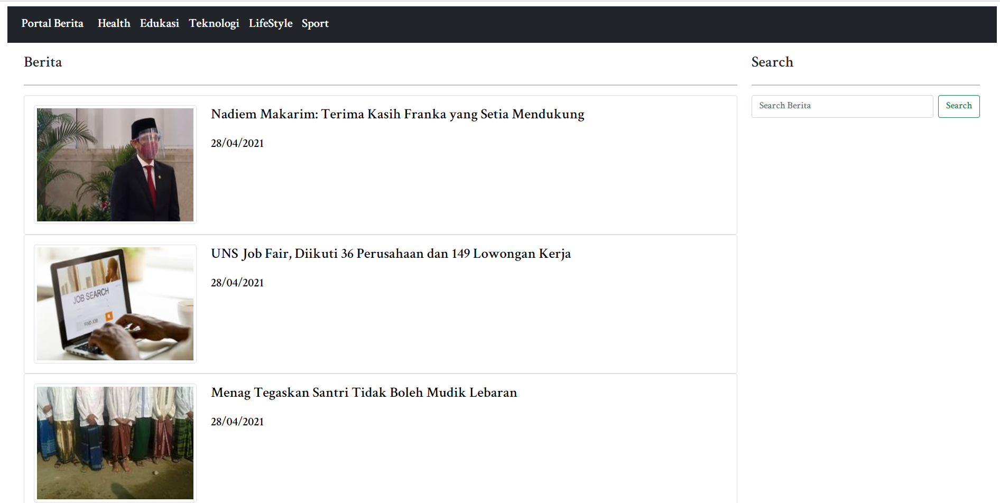 Portal Berita Health Edukasi Teknologi LifeStyle Sport
Berita
Search
Search Berita
Search
Nadiem Makarim: Terima Kasih Franka yang Setia Mendukung
28/04/2021
JOB SEARCH
FIND JOB
UNS Job Fair, Diikuti 36 Perusahaan dan 149 Lowongan Kerja
28/04/2021
Menag Tegaskan Santri Tidak Boleh Mudik Lebaran
28/04/2021